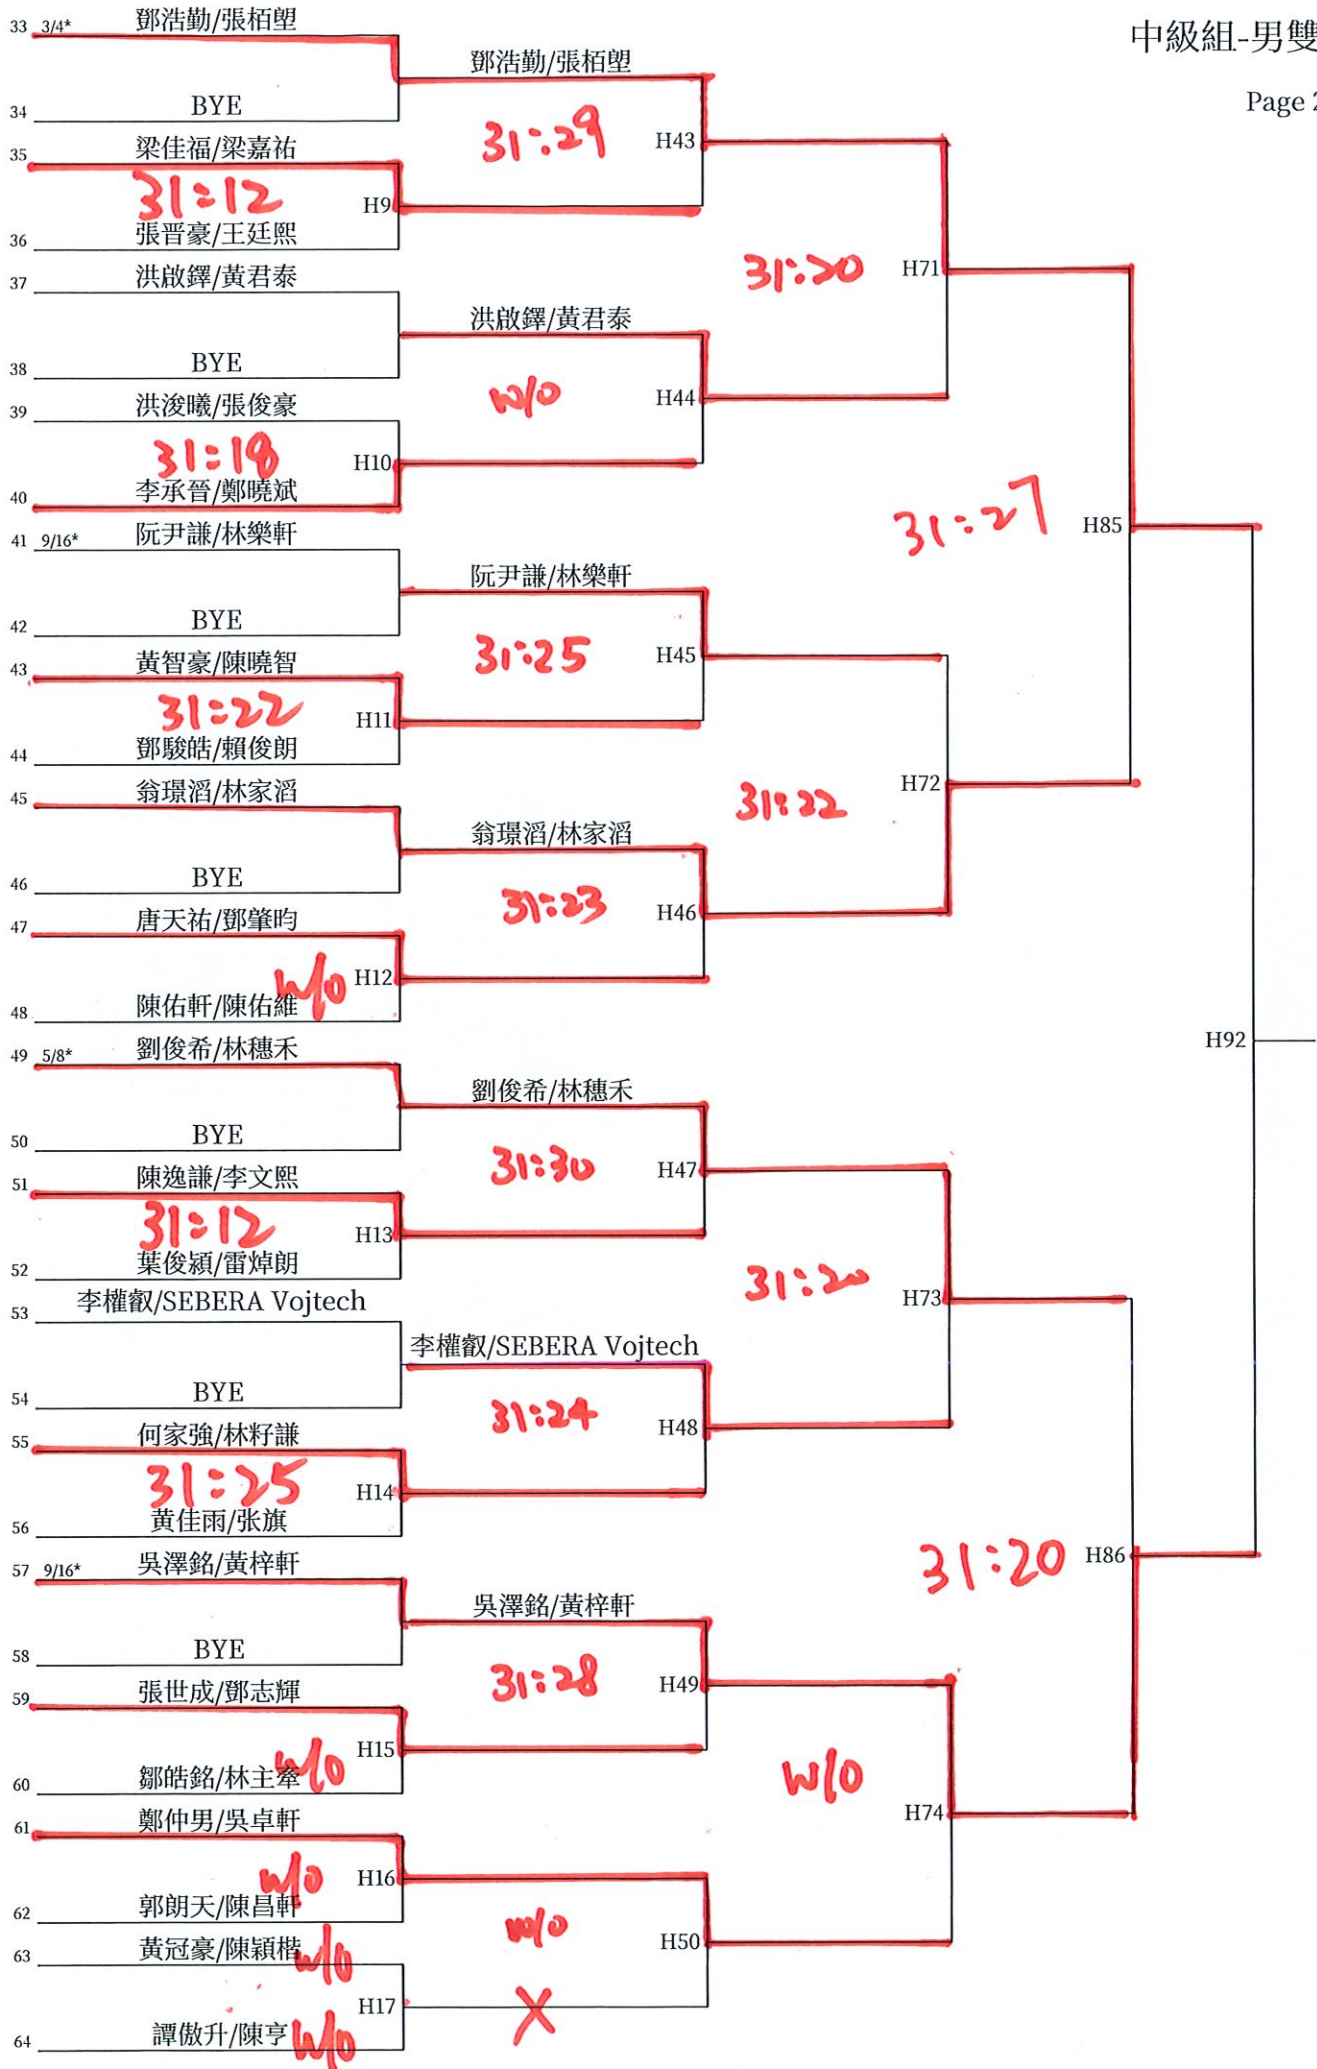 33 3/4* 鄧浩勤/張栢塱
中級組-男雙
鄧浩勤/張栢塱
34 BYE
Page 2
31:29
H43
35 梁佳福/梁嘉祐
31:12
H9
36 張晋豪/王廷熙
31:20
H71
37 洪啟鐸/黃君泰
洪啟鐸/黃君泰
38 BYE
W/O
H44
39 洪浚曦/張俊豪
31:18
H10
40 李承晉/鄭曉斌
31:27
H85
41 9/16* 阮尹謙/林樂軒
阮尹謙/林樂軒
42 BYE
31:25
H45
43 黃智豪/陳曉智
31:22
H11
44 鄧駿皓/賴俊朗
31:22
H72
45 翁璟滔/林家滔
翁璟滔/林家滔
46 BYE
31:23
H46
47 唐天祐/鄧肇昀
W/O
H12
48 陳佑軒/陳佑維
H92
49 5/8* 劉俊希/林穗禾
劉俊希/林穗禾
50 BYE
31:30
H47
51 陳逸謙/李文熙
31:12
H13
52 葉俊潁/雷焯朗
31:20
H73
53 李權叡/SEBERA Vojtech
李權叡/SEBERA Vojtech
54 BYE
31:24
H48
55 何家強/林籽謙
31:25
H14
56 黄佳雨/张旗
31:20
H86
57 9/16* 吳澤銘/黃梓軒
吳澤銘/黃梓軒
58 BYE
31:28
H49
59 張世成/鄧志輝
W/O
H15
60 鄒皓銘/林主牽
W/O
H74
61 鄭仲男/吳卓軒
W/O
H16
62 郭朗天/陳昌軒
W/O
H50
63 黃冠豪/陳穎楷
W/O
H17
X
64 譚傲升/陳亨
W/O